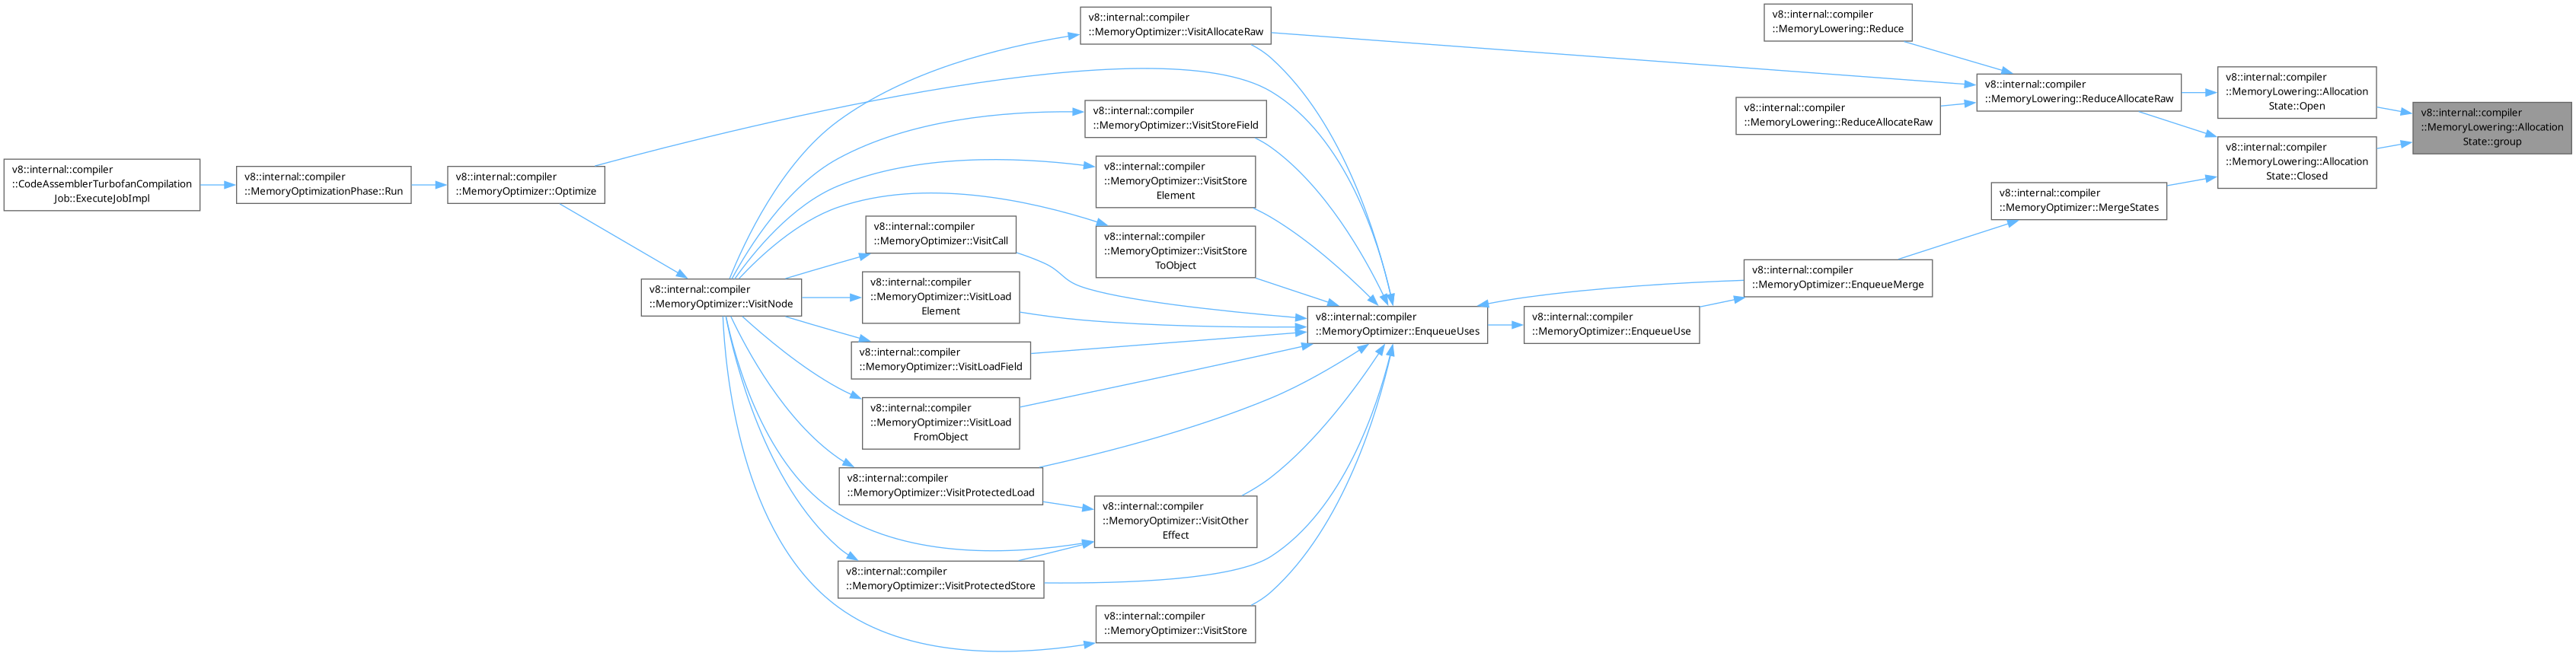 v8::internal::compiler
::CodeAssemblerTurbofanCompilation
Job::ExecuteJobImpl
v8::internal::compiler
::MemoryOptimizationPhase::Run
v8::internal::compiler
::MemoryOptimizer::Optimize
v8::internal::compiler
::MemoryOptimizer::VisitNode
v8::internal::compiler
::MemoryOptimizer::VisitAllocateRaw
v8::internal::compiler
::MemoryOptimizer::VisitStoreField
v8::internal::compiler
::MemoryOptimizer::VisitStore
Element
v8::internal::compiler
::MemoryOptimizer::VisitCall
v8::internal::compiler
::MemoryOptimizer::VisitStore
ToObject
v8::internal::compiler
::MemoryOptimizer::VisitLoad
Element
v8::internal::compiler
::MemoryOptimizer::VisitLoadField
v8::internal::compiler
::MemoryOptimizer::VisitLoad
FromObject
v8::internal::compiler
::MemoryOptimizer::VisitProtectedLoad
v8::internal::compiler
::MemoryOptimizer::VisitOther
Effect
v8::internal::compiler
::MemoryOptimizer::VisitProtectedStore
v8::internal::compiler
::MemoryOptimizer::VisitStore
v8::internal::compiler
::MemoryOptimizer::EnqueueUses
v8::internal::compiler
::MemoryOptimizer::EnqueueUse
v8::internal::compiler
::MemoryLowering::Reduce
v8::internal::compiler
::MemoryLowering::ReduceAllocateRaw
v8::internal::compiler
::MemoryOptimizer::EnqueueMerge
v8::internal::compiler
::MemoryLowering::ReduceAllocateRaw
v8::internal::compiler
::MemoryOptimizer::MergeStates
v8::internal::compiler
::MemoryLowering::Allocation
State::Open
v8::internal::compiler
::MemoryLowering::Allocation
State::Closed
v8::internal::compiler
::MemoryLowering::Allocation
State::group